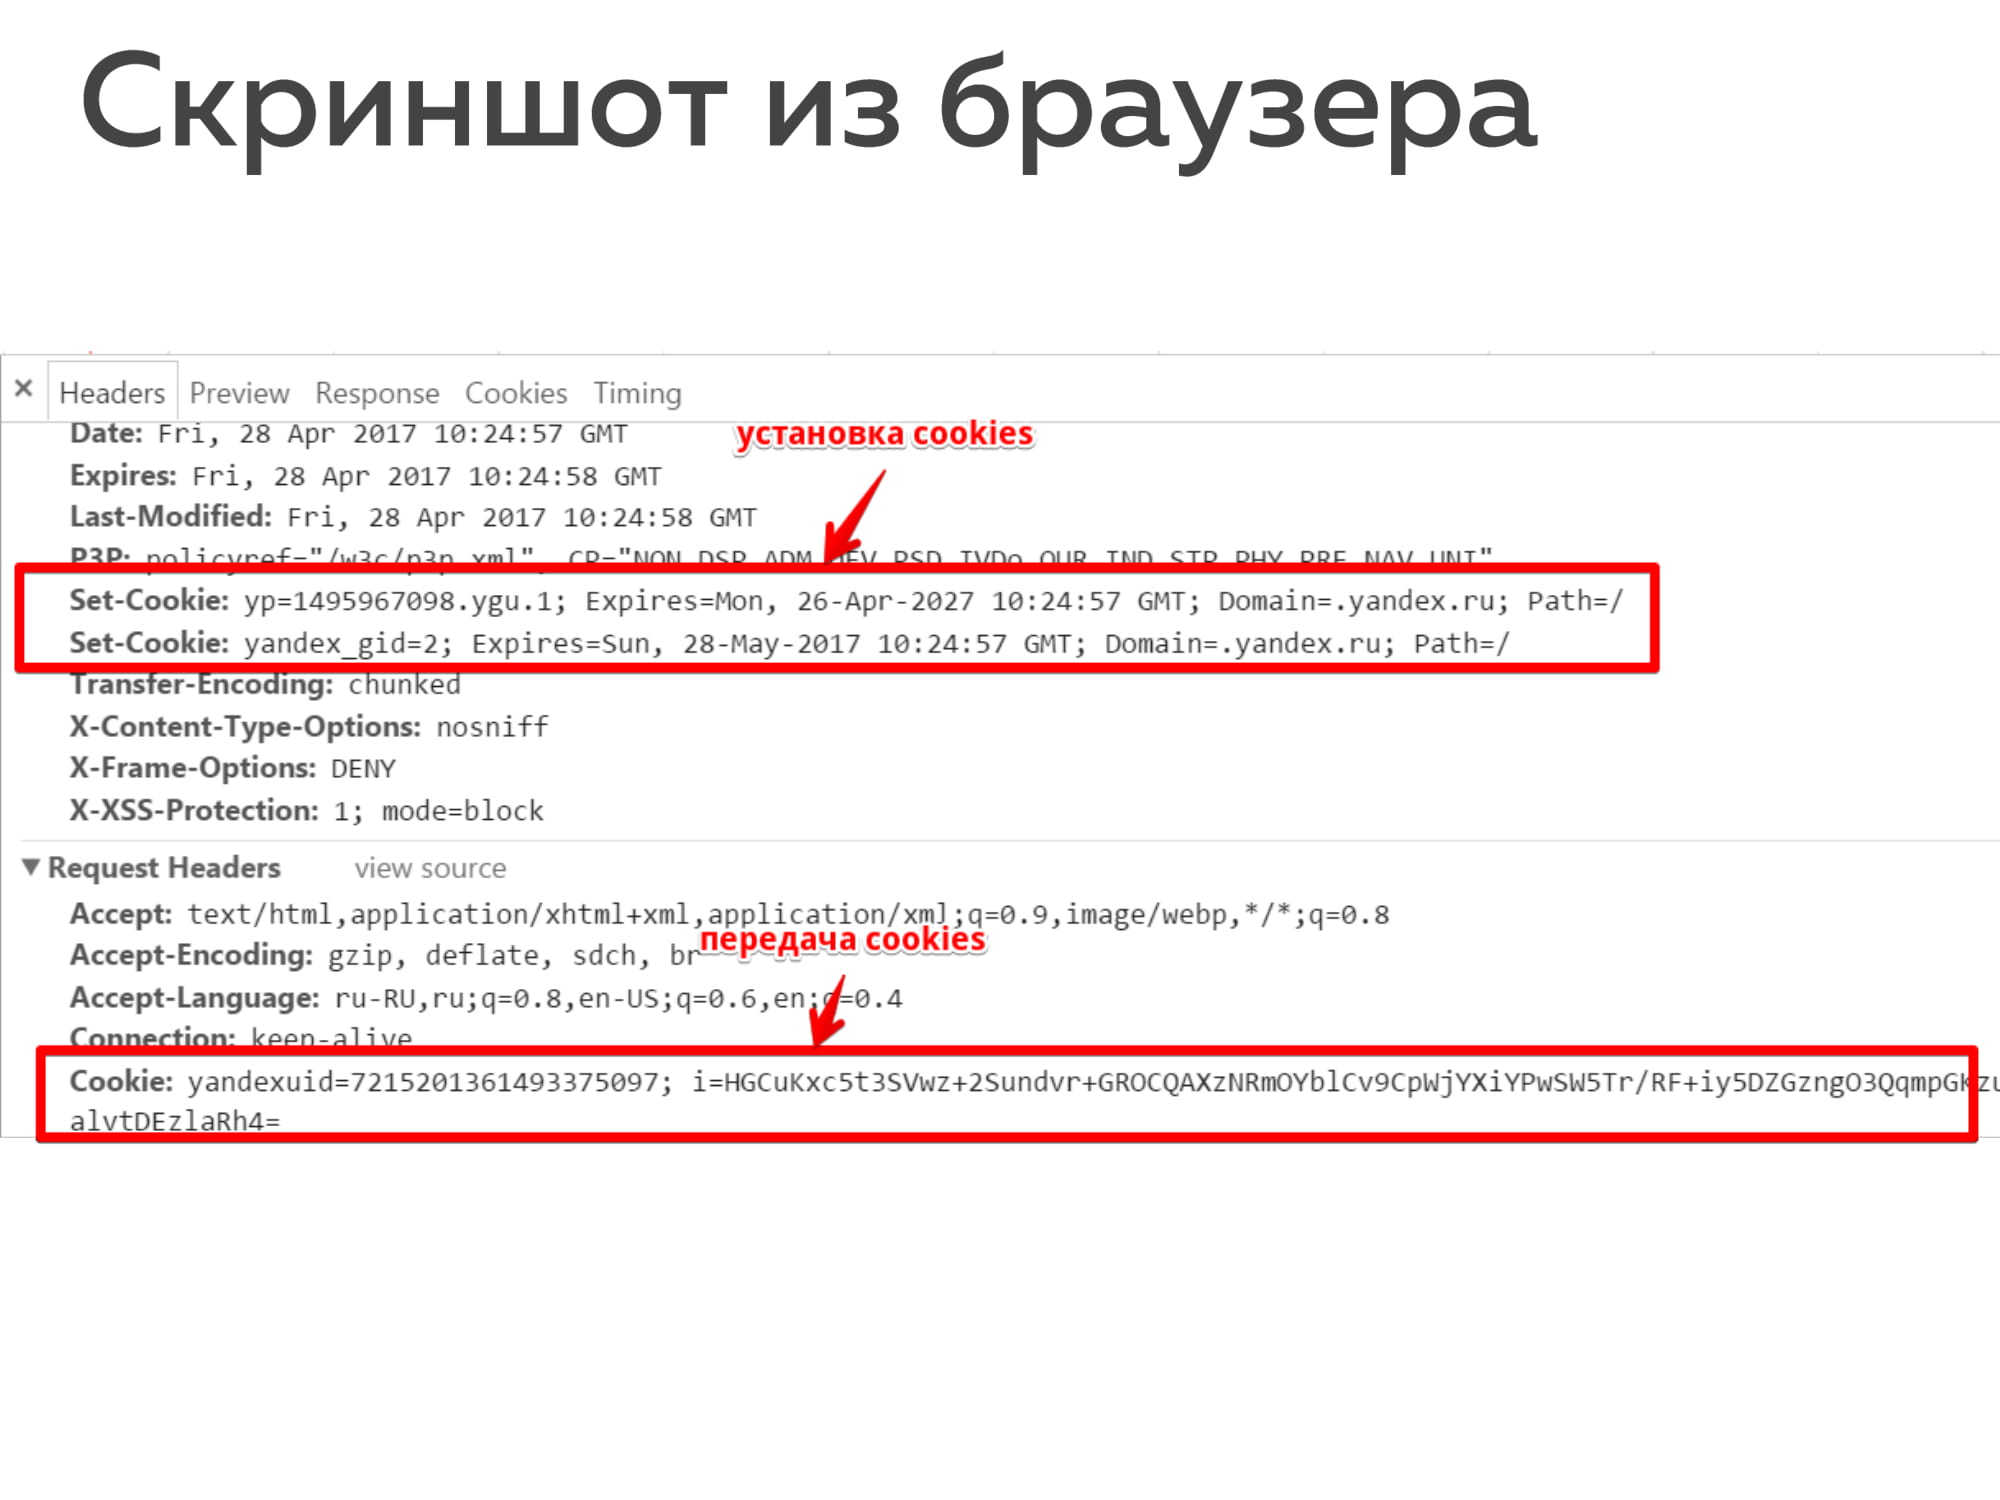 Скриншот из браузера
× Headers Preview Response Cookies Timing
Date: Fri, 28 Apr 2017 10:24:57 GMT
установка cookies
Expires: Fri, 28 Apr 2017 10:24:58 GMT
Last-Modified: Fri, 28 Apr 2017 10:24:58 GMT
P3P: policyref="/w3c/p3p.xml", CP="NON DSP ADM DEV PSD IVDo OUR IND STP PHY PRE NAV UNI"
Set-Cookie: yp=1495967098.ygu.1; Expires=Mon, 26-Apr-2027 10:24:57 GMT; Domain=.yandex.ru; Path=/
Set-Cookie: yandex_gid=2; Expires=Sun, 28-May-2017 10:24:57 GMT; Domain=.yandex.ru; Path=/
Transfer-Encoding: chunked
X-Content-Type-Options: nosniff
X-Frame-Options: DENY
X-XSS-Protection: 1; mode=block
Request Headers view source
Accept: text/html,application/xhtml+xml,application/xml;q=0.9,image/webp,*/*;q=0.8
передача cookies
Accept-Encoding: gzip, deflate, sdch, br
Accept-Language: ru-RU,ru;q=0.8,en-US;q=0.6,en;q=0.4
Connection: keep-alive
Cookie: yandexuid=7215201361493375097; i=HGCuKxc5t3SVwz+2Sundvr+GROCQAXzNRmOYblCv9CpWjYXiYPwSW5Tr/RF+iy5DZGzngO3QqmpGKzu
alvtDEzlaRh4=